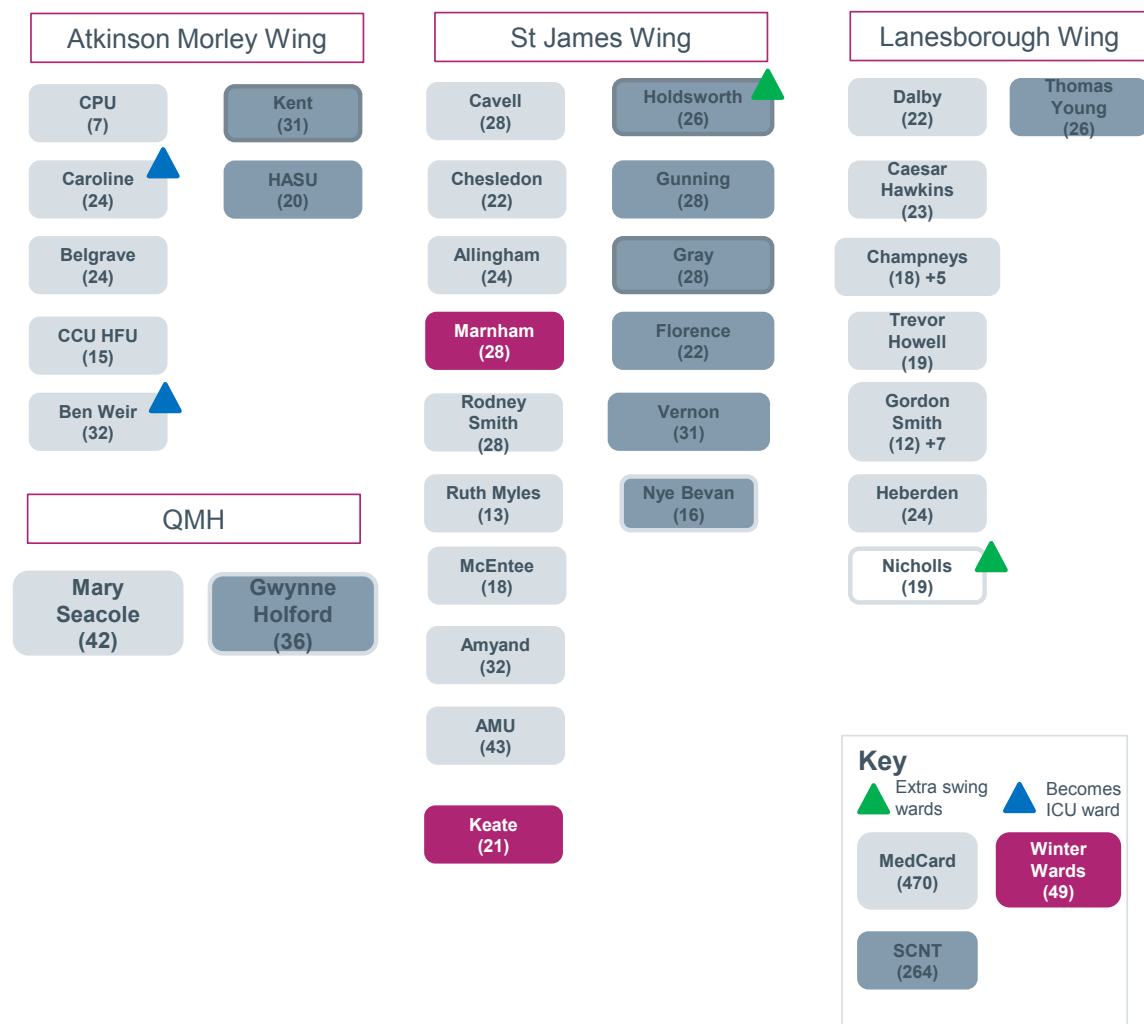 Atkinson Morley Wing
CPU
(7)
Kent
(31)
Caroline
(24)
HASU
(20)
Belgrave
(24)
CCU HFU
(15)
Ben Weir
(32)
QMH
Mary
Seacole
(42)
Gwynne
Holford
(36)
St James Wing
Cavell
(28)
Holdsworth
(26)
Chesledon
(22)
Gunning
(28)
Allingham
(24)
Gray
(28)
Marnham
(28)
Florence
(22)
Rodney
Smith
(28)
Vernon
(31)
Ruth Myles
(13)
Nye Bevan
(16)
McEntee
(18)
Amyand
(32)
AMU
(43)
Keate
(21)
Lanesborough Wing
Dalby
(22)
Thomas
Young
(26)
Caesar
Hawkins
(23)
Champneys
(18) +5
Trevor
Howell
(19)
Gordon
Smith
(12) +7
Heberden
(24)
Nicholls
(19)
Key
Extra swing
wards
Becomes
ICU ward
MedCard
(470)
Winter
Wards
(49)
SCNT
(264)